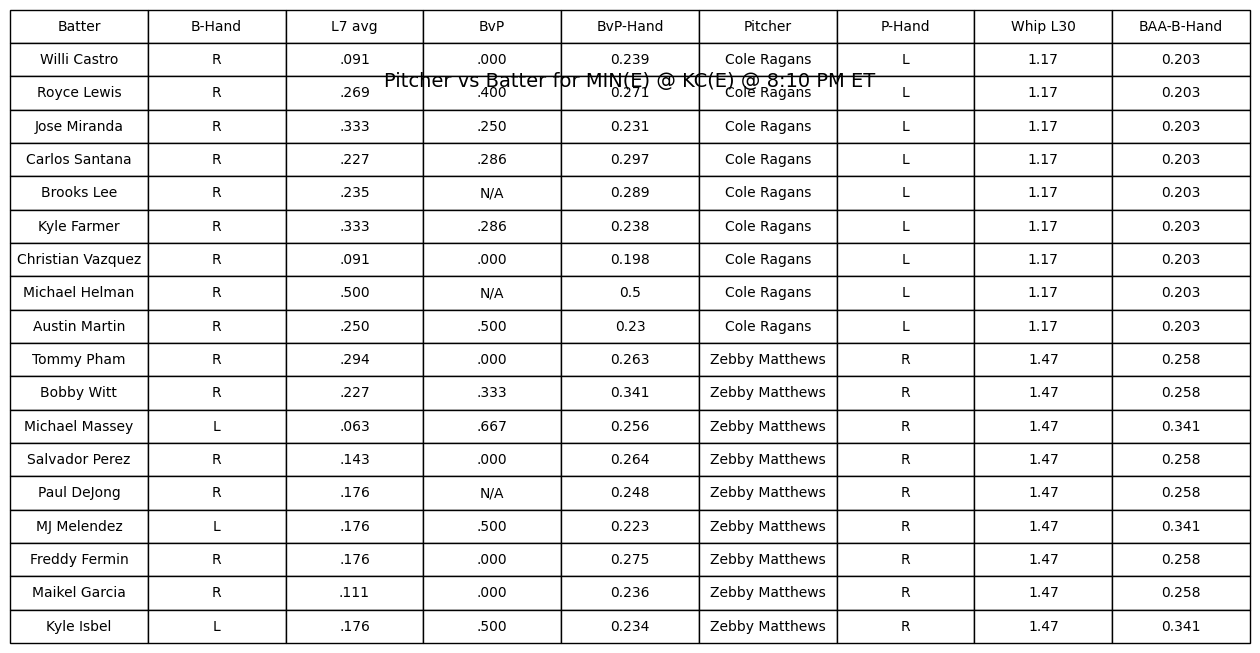 Batter B-Hand L7 avg BvP BvP-Hand Pitcher P-Hand Whip L30 BAA-B-Hand
Willi Castro R .091 .000 0.239 Cole Ragans L 1.17 0.203
Pitcher vs Batter for MIN(E) @ KC(E) @ 8:10 PM ET
Royce Lewis R .269 .400 0.271 Cole Ragans L 1.17 0.203
Jose Miranda R .333 .250 0.231 Cole Ragans L 1.17 0.203
Carlos Santana R .227 .286 0.297 Cole Ragans L 1.17 0.203
Brooks Lee R .235 N/A 0.289 Cole Ragans L 1.17 0.203
Kyle Farmer R .333 .286 0.238 Cole Ragans L 1.17 0.203
Christian Vazquez R .091 .000 0.198 Cole Ragans L 1.17 0.203
Michael Helman R .500 N/A 0.5 Cole Ragans L 1.17 0.203
Austin Martin R .250 .500 0.23 Cole Ragans L 1.17 0.203
Tommy Pham R .294 .000 0.263 Zebby Matthews R 1.47 0.258
Bobby Witt R .227 .333 0.341 Zebby Matthews R 1.47 0.258
Michael Massey L .063 .667 0.256 Zebby Matthews R 1.47 0.341
Salvador Perez R .143 .000 0.264 Zebby Matthews R 1.47 0.258
Paul DeJong R .176 N/A 0.248 Zebby Matthews R 1.47 0.258
MJ Melendez L .176 .500 0.223 Zebby Matthews R 1.47 0.341
Freddy Fermin R .176 .000 0.275 Zebby Matthews R 1.47 0.258
Maikel Garcia R .111 .000 0.236 Zebby Matthews R 1.47 0.258
Kyle Isbel L .176 .500 0.234 Zebby Matthews R 1.47 0.341